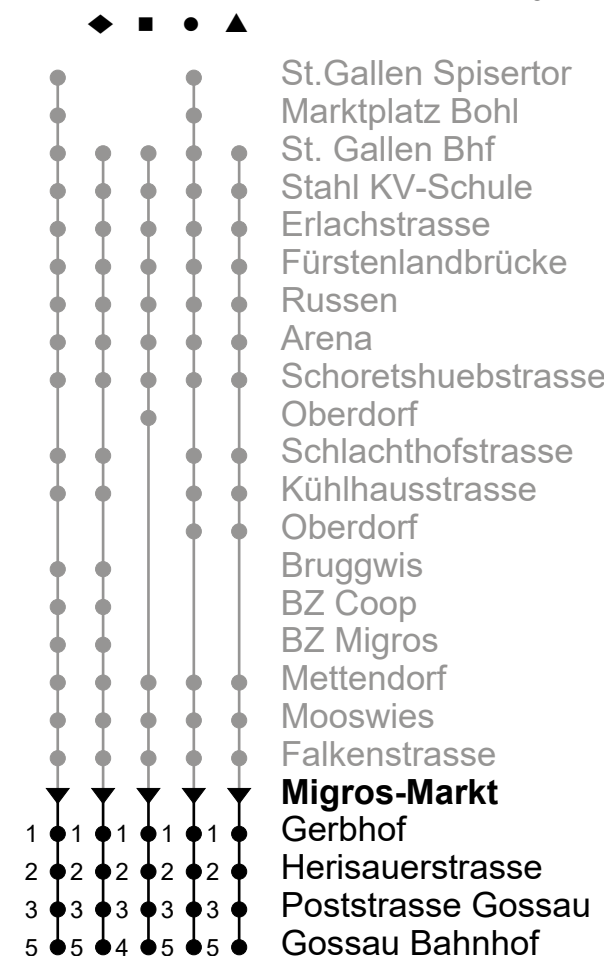 St.Gallen Spisertor
Marktplatz Bohl
St. Gallen Bhf
Stahl KV-Schule
Erlachstrasse
Fürstenlandbrücke
Russen
Arena
Schoretshuebstrasse
Oberdorf
Schlachthofstrasse
Kühlhausstrasse
Oberdorf
Bruggwis
BZ Coop
BZ Migros
Mettendorf
Mooswies
Falkenstrasse
Migros-Markt
1 1 1 1 1 Gerbhof
2 2 2 2 2 Herisauerstrasse
3 3 3 3 3 Poststrasse Gossau
5 5 4 5 5 Gossau Bahnhof